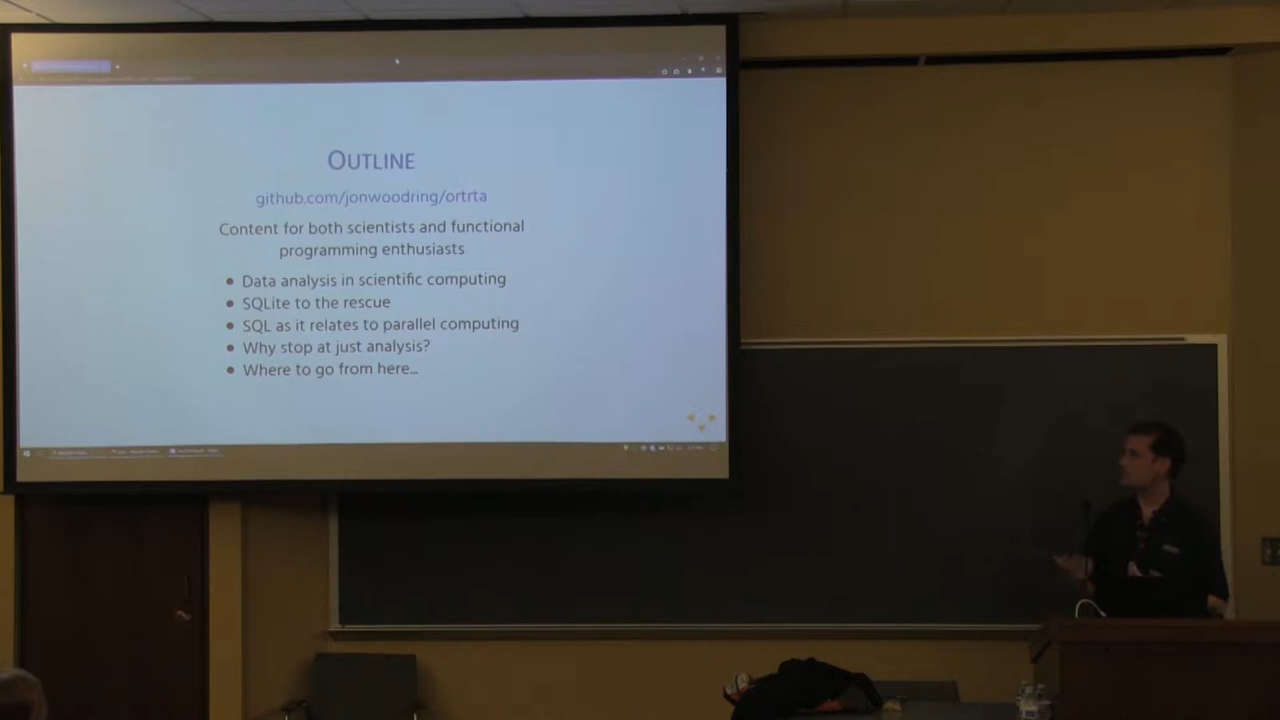 OUTLINE
github.com/jonwoodring/ortrta
Content for both scientists and functional
programming enthusiasts
• Data analysis in scientific computing
• SQLite to the rescue
• SQL as it relates to parallel computing
• Why stop at just analysis?
• Where to go from here...